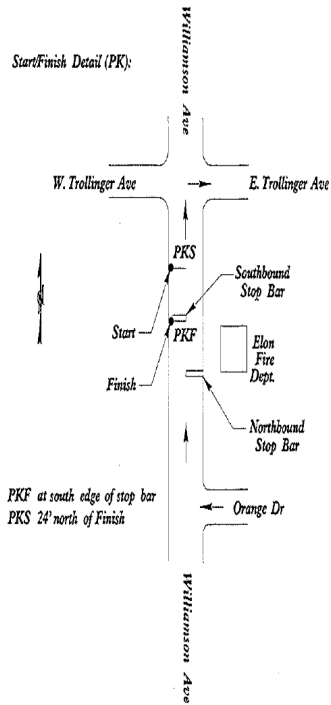 Williamson Ave
Start/Finish Detail (PK):
W. Trollinger Ave
E. Trollinger Ave
PKS
Southbound
Stop Bar
Start
PKF
Finish
Elon
Fire
Dept.
Northbound
Stop Bar
PKF at south edge of stop bar
PKS 24' north of Finish
Orange Dr
Williamson Ave